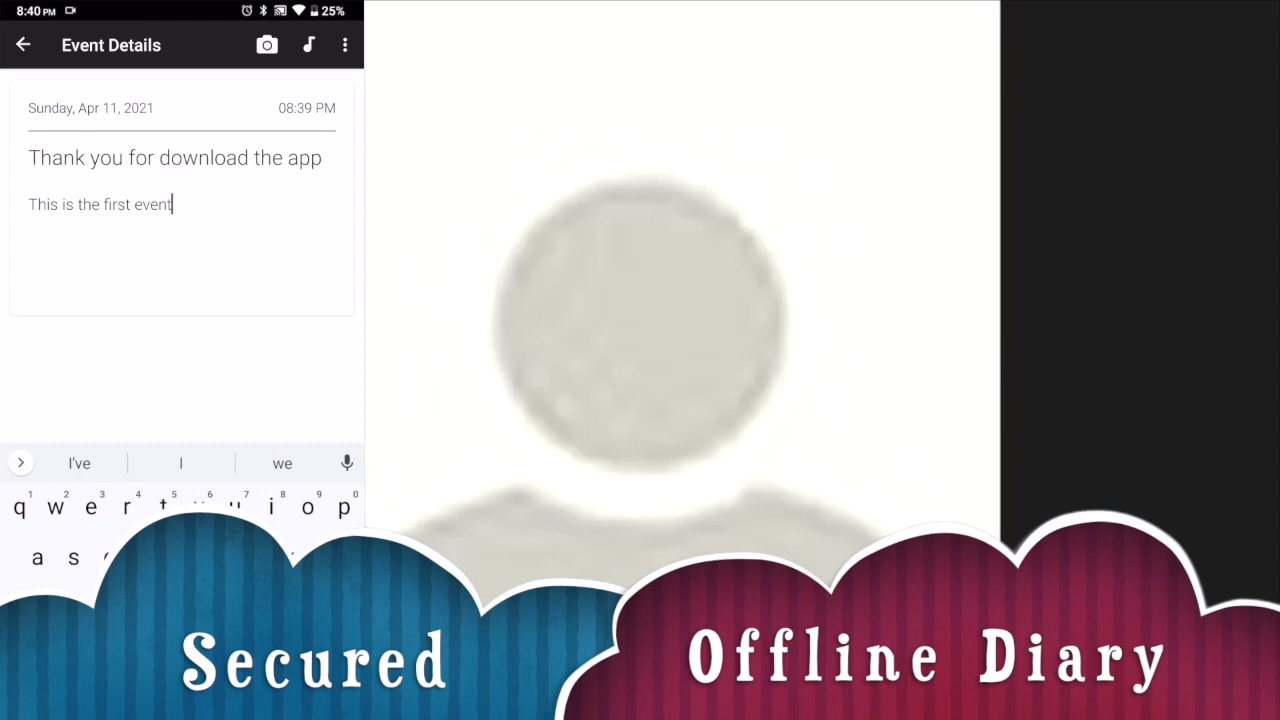 8:40 PM
25%
Event Details
Sunday, Apr 11, 2021 08:39 PM
Thank you for download the app
This is the first event
I've I we
1 2 3 4 5 6 7 8 9 0
q w e r t u i o p
a s
Secured
Offline Diary